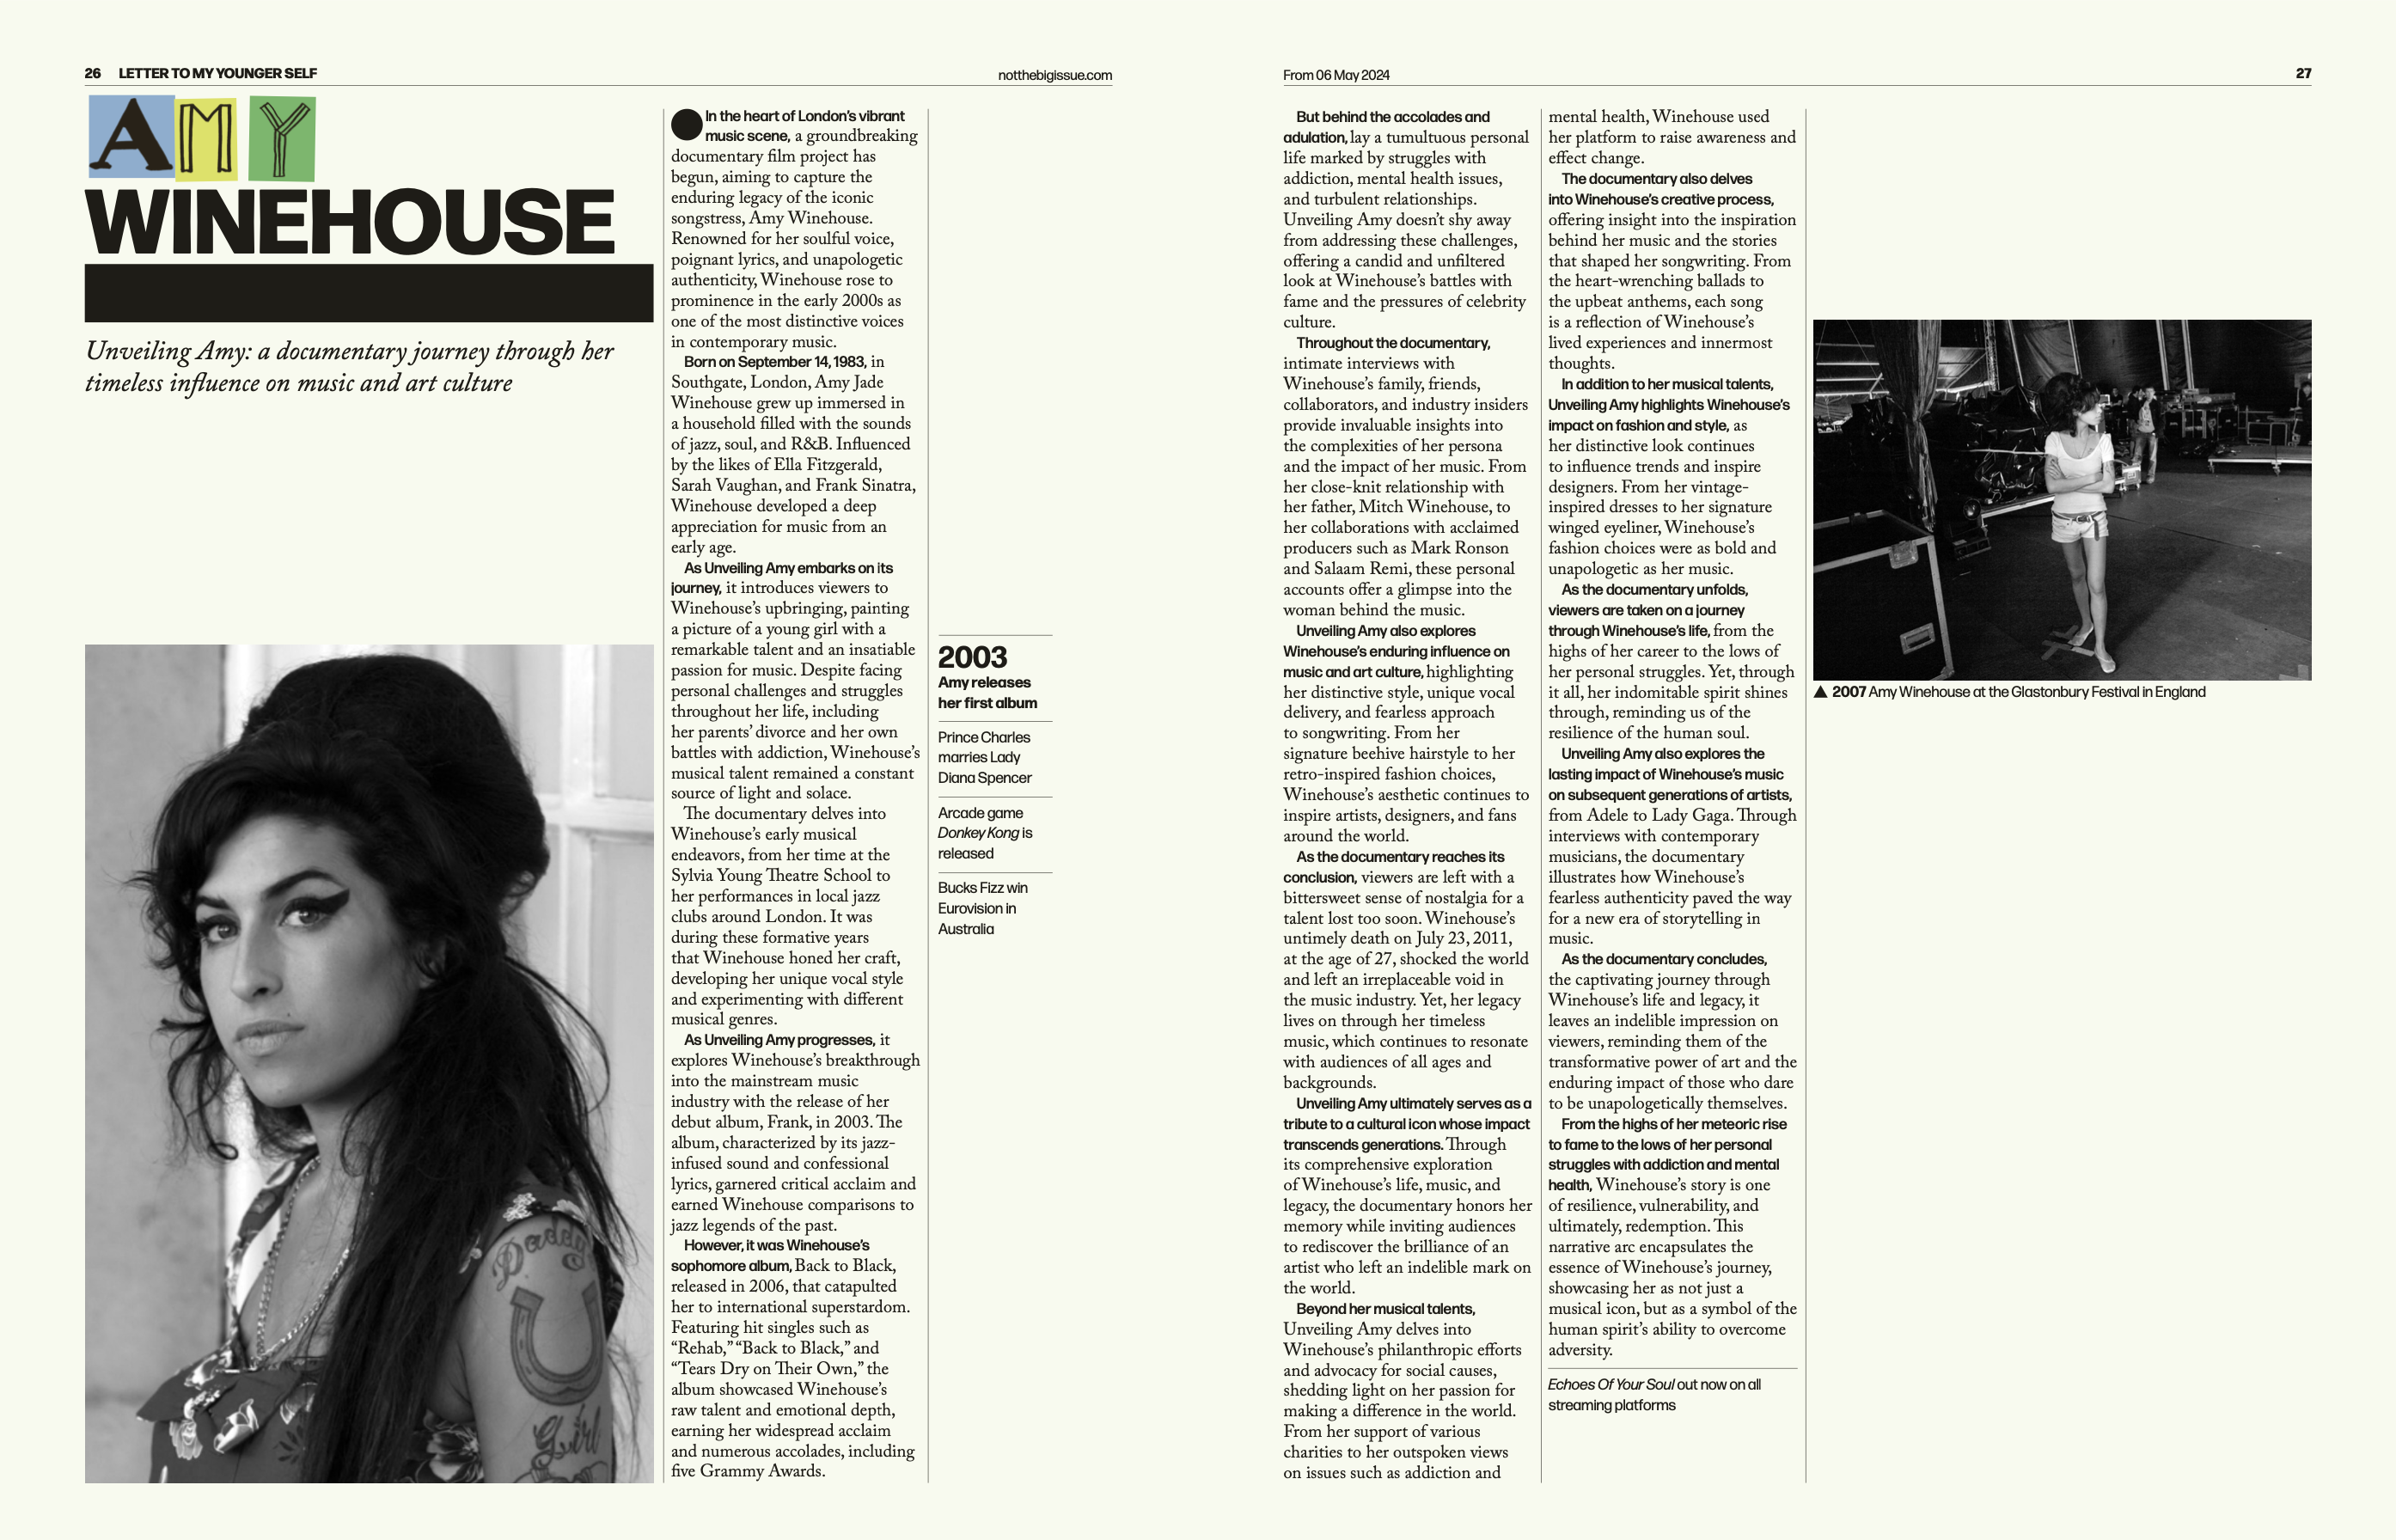 26 LETTER TO MY YOUNGER SELF
notthebigissue.com
AMY
WINEHOUSE
Unveiling Amy: a documentary journey through her
timeless influence on music and art culture
Daddy's
Girl
In the heart of London's vibrant
music scene, a groundbreaking
documentary film project has
begun, aiming to capture the
enduring legacy of the iconic
songstress, Amy Winehouse.
Renowned for her soulful voice,
poignant lyrics, and unapologetic
authenticity, Winehouse rose to
prominence in the early 2000s as
one of the most distinctive voices
in contemporary music.
Born on September 14, 1983, in
Southgate, London, Amy Jade
Winehouse grew up immersed in
a household filled with the sounds
of jazz, soul, and R&B. Influenced
by the likes of Ella Fitzgerald,
Sarah Vaughan, and Frank Sinatra,
Winehouse developed a deep
appreciation for music from an
early age.
As Unveiling Amy embarks on its
journey, it introduces viewers to
Winehouse's upbringing, painting
a picture of a young girl with a
remarkable talent and an insatiable
passion for music. Despite facing
personal challenges and struggles
throughout her life, including
her parents' divorce and her own
battles with addiction, Winehouse's
musical talent remained a constant
source of light and solace.
The documentary delves into
Winehouse's early musical
endeavors, from her time at the
Sylvia Young Theatre School to
her performances in local jazz
clubs around London. It was
during these formative years
that Winehouse honed her craft,
developing her unique vocal style
and experimenting with different
musical genres.
As Unveiling Amy progresses, it
explores Winehouse's breakthrough
into the mainstream music
industry with the release of her
debut album, Frank, in 2003. The
album, characterized by its jazz-
infused sound and confessional
lyrics, garnered critical acclaim and
earned Winehouse comparisons to
jazz legends of the past.
However, it was Winehouse's
sophomore album, Back to Black,
released in 2006, that catapulted
her to international superstardom.
Featuring hit singles such as
“Rehab,” “Back to Black,” and
“Tears Dry on Their Own,” the
album showcased Winehouse's
raw talent and emotional depth,
earning her widespread acclaim
and numerous accolades, including
five Grammy Awards.
2003
Amy releases
her first album
Prince Charles
marries Lady
Diana Spencer
Arcade game
Donkey Kong is
released
Bucks Fizz win
Eurovision in
Australia
From 06 May 2024
27
But behind the accolades and
adulation, lay a tumultuous personal
life marked by struggles with
addiction, mental health issues,
and turbulent relationships.
Unveiling Amy doesn't shy away
from addressing these challenges,
offering a candid and unfiltered
look at Winehouse's battles with
fame and the pressures of celebrity
culture.
Throughout the documentary,
intimate interviews with
Winehouse's family, friends,
collaborators, and industry insiders
provide invaluable insights into
the complexities of her persona
and the impact of her music. From
her close-knit relationship with
her father, Mitch Winehouse, to
her collaborations with acclaimed
producers such as Mark Ronson
and Salaam Remi, these personal
accounts offer a glimpse into the
woman behind the music.
Unveiling Amy also explores
Winehouse's enduring influence on
music and art culture, highlighting
her distinctive style, unique vocal
delivery, and fearless approach
to songwriting. From her
signature beehive hairstyle to her
retro-inspired fashion choices,
Winehouse's aesthetic continues to
inspire artists, designers, and fans
around the world.
As the documentary reaches its
conclusion, viewers are left with a
bittersweet sense of nostalgia for a
talent lost too soon. Winehouse's
untimely death on July 23, 2011,
at the age of 27, shocked the world
and left an irreplaceable void in
the music industry. Yet, her legacy
lives on through her timeless
music, which continues to resonate
with audiences of all ages and
backgrounds.
Unveiling Amy ultimately serves as a
tribute to a cultural icon whose impact
transcends generations. Through
its comprehensive exploration
of Winehouse's life, music, and
legacy, the documentary honors her
memory while inviting audiences
to rediscover the brilliance of an
artist who left an indelible mark on
the world.
Beyond her musical talents,
Unveiling Amy delves into
Winehouse's philanthropic efforts
and advocacy for social causes,
shedding light on her passion for
making a difference in the world.
From her support of various
charities to her outspoken views
on issues such as addiction and
mental health, Winehouse used
her platform to raise awareness and
effect change.
The documentary also delves
into Winehouse's creative process,
offering insight into the inspiration
behind her music and the stories
that shaped her songwriting. From
the heart-wrenching ballads to
the upbeat anthems, each song
is a reflection of Winehouse's
lived experiences and innermost
thoughts.
In addition to her musical talents,
Unveiling Amy highlights Winehouse's
impact on fashion and style, as
her distinctive look continues
to influence trends and inspire
designers. From her vintage-
inspired dresses to her signature
winged eyeliner, Winehouse's
fashion choices were as bold and
unapologetic as her music.
As the documentary unfolds,
viewers are taken on a journey
through Winehouse's life, from the
highs of her career to the lows of
her personal struggles. Yet, through
it all, her indomitable spirit shines
through, reminding us of the
resilience of the human soul.
Unveiling Amy also explores the
lasting impact of Winehouse's music
on subsequent generations of artists,
from Adele to Lady Gaga. Through
interviews with contemporary
musicians, the documentary
illustrates how Winehouse's
fearless authenticity paved the way
for a new era of storytelling in
music.
As the documentary concludes,
the captivating journey through
Winehouse's life and legacy, it
leaves an indelible impression on
viewers, reminding them of the
transformative power of art and the
enduring impact of those who dare
to be unapologetically themselves.
From the highs of her meteoric rise
to fame to the lows of her personal
struggles with addiction and mental
health, Winehouse's story is one
of resilience, vulnerability, and
ultimately, redemption. This
narrative arc encapsulates the
essence of Winehouse's journey,
showcasing her as not just a
musical icon, but as a symbol of the
human spirit's ability to overcome
adversity.
Echoes Of Your Soul out now on all
streaming platforms
▲ 2007 Amy Winehouse at the Glastonbury Festival in England